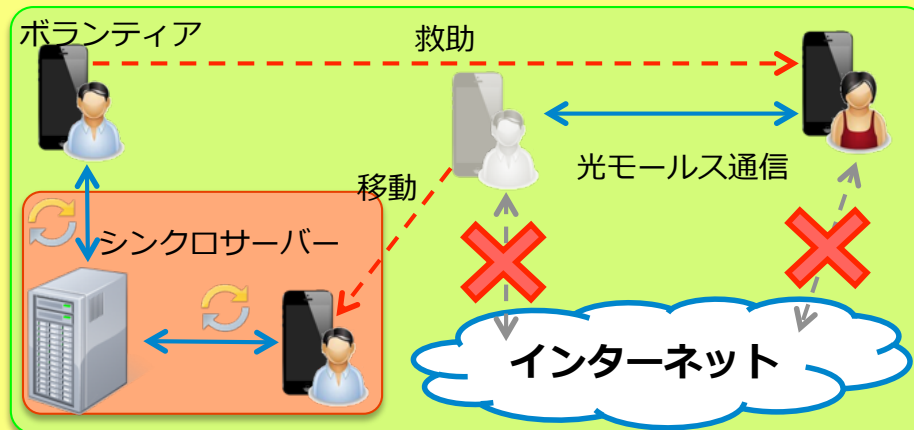 ボランティア
救助
光モールス通信
移動
シンクロサーバー
インターネット